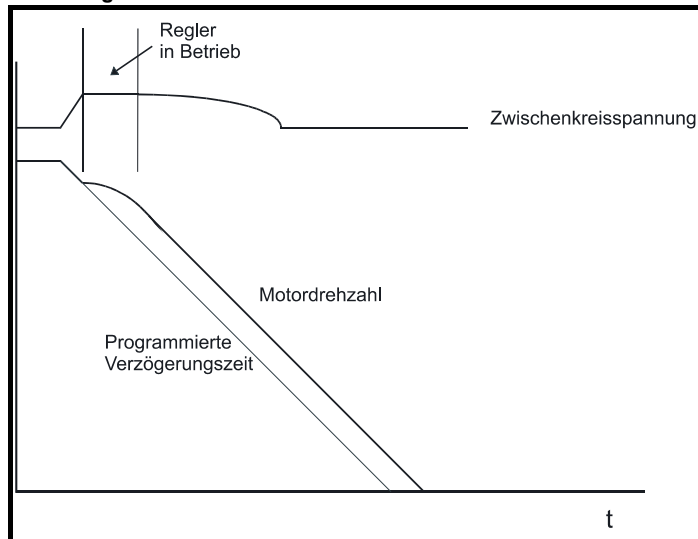 Regler
in Betrieb
Zwischenkreisspannung
Motordrehzahl
Programmierte
Verzögerungszeit
t